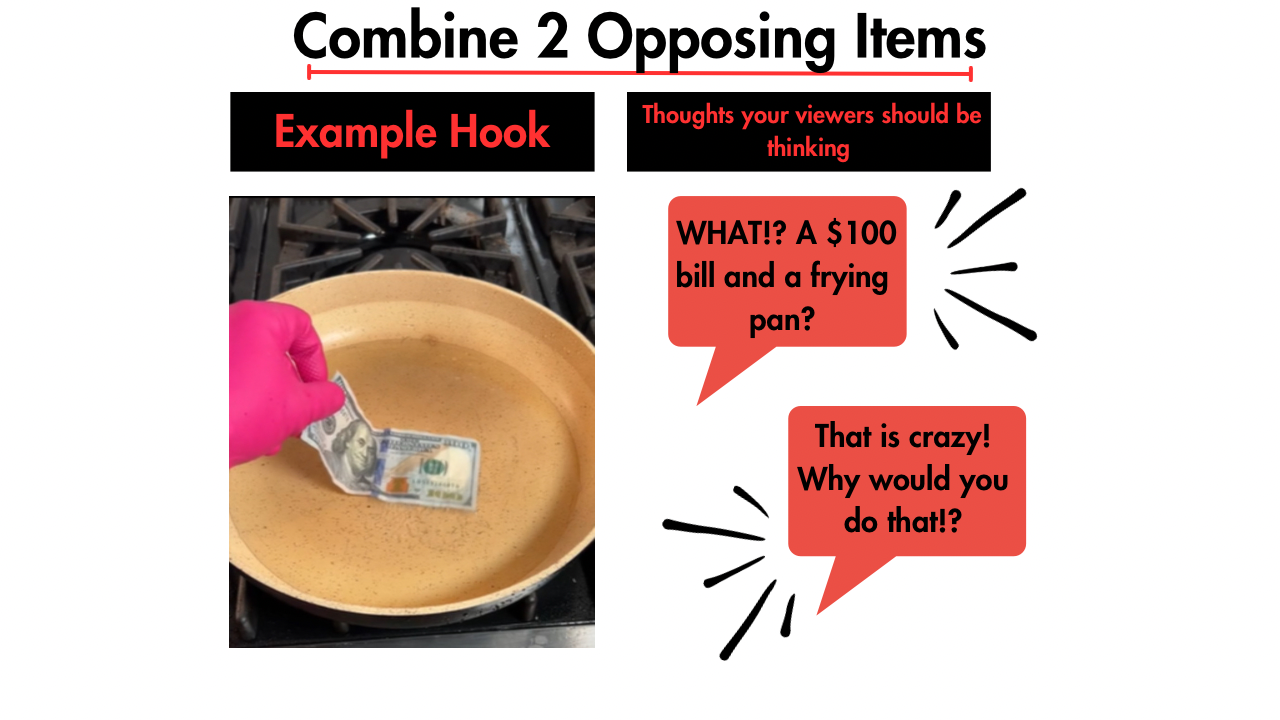 Combine 2 Opposing Items
Example Hook
Thoughts your viewers should be
thinking
WHAT!? A $100
bill and a frying
pan?
That is crazy!
Why would you
do that!?